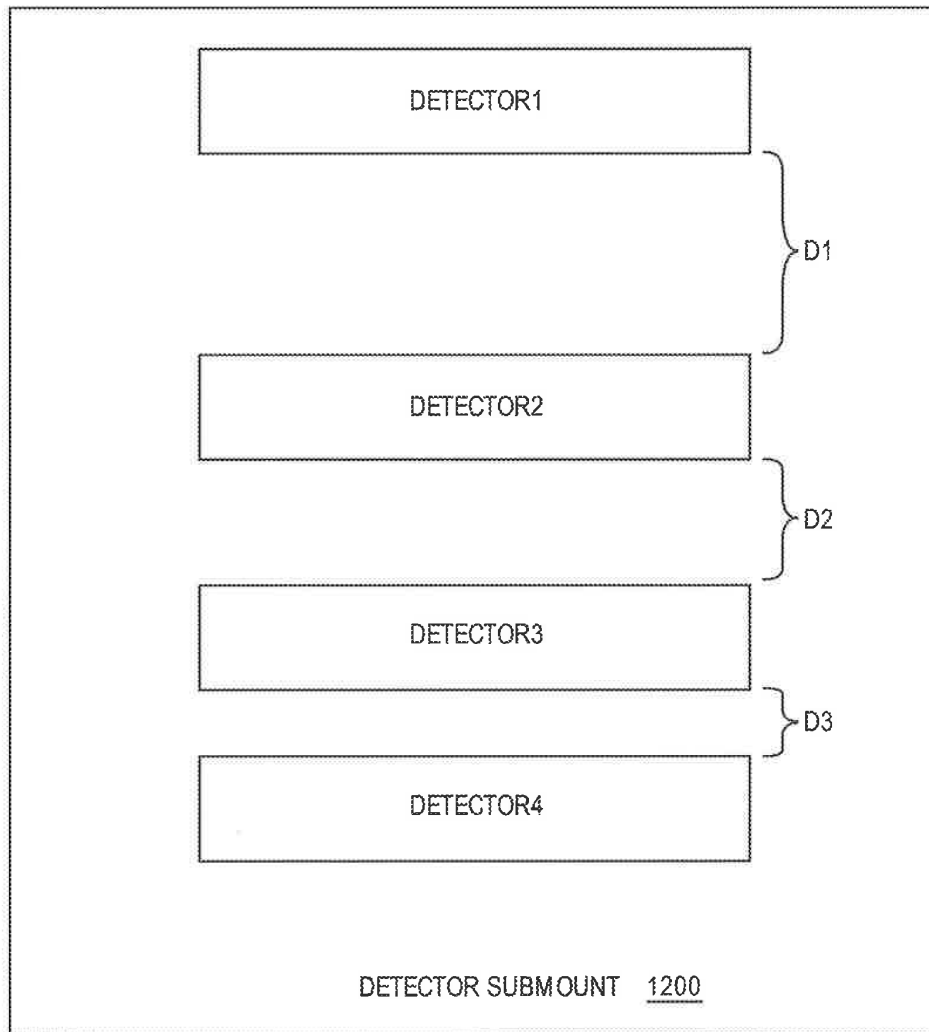 DETECTOR1
D1
DETECTOR2
D2
DETECTOR3
D3
DETECTOR4
DETECTOR SUBMOUNT 1200